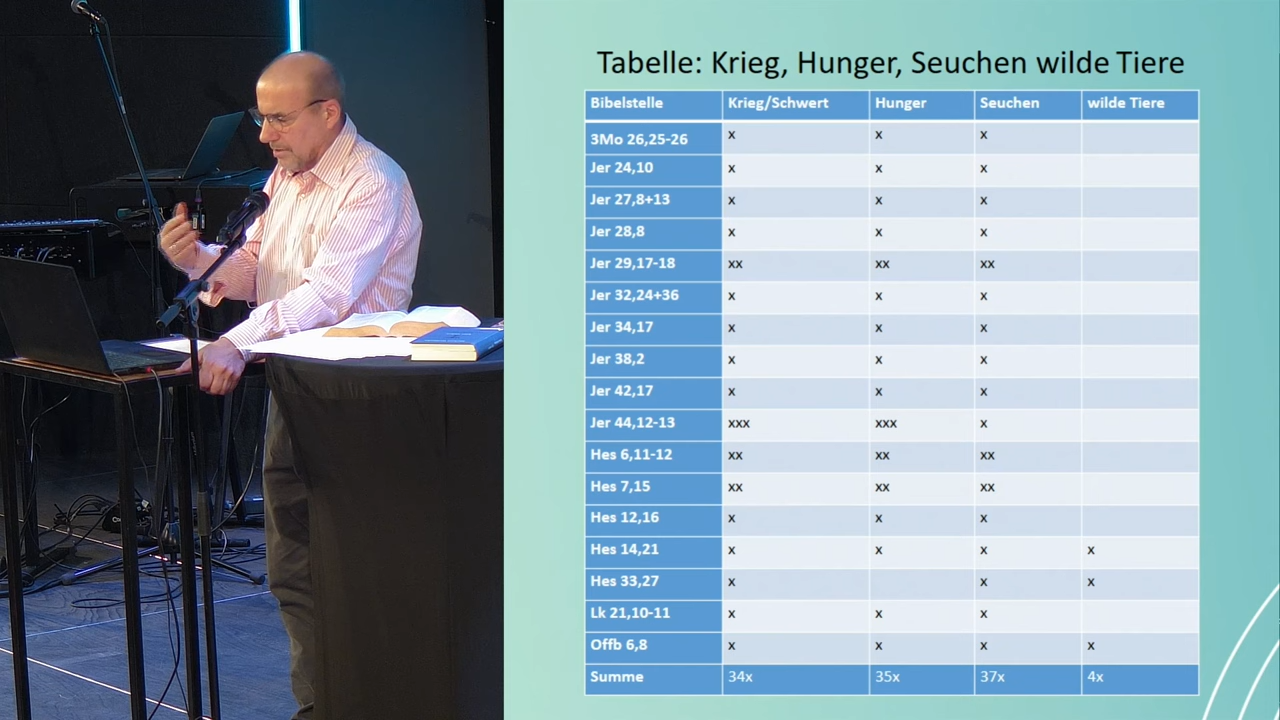 Tabelle: Krieg, Hunger, Seuchen wilde Tiere
Bibelstelle Krieg/Schwert Hunger Seuchen wilde Tiere
3Mo 26,25-26 x x x
Jer 24,10 x x x
Jer 27,8+13 x x x
Jer 28,8 x x x
Jer 29,17-18 xx xx xx
Jer 32,24+36 x x x
Jer 34,17 x x x
Jer 38,2 x x x
Jer 42,17 x x x
Jer 44,12-13 xxx xxx x
Hes 6,11-12 xx xx xx
Hes 7,15 xx xx xx
Hes 12,16 x x x
Hes 14,21 x x x x
Hes 33,27 x x x
Lk 21,10-11 x x x
Offb 6,8 x x x x
Summe 34x 35x 37x 4x